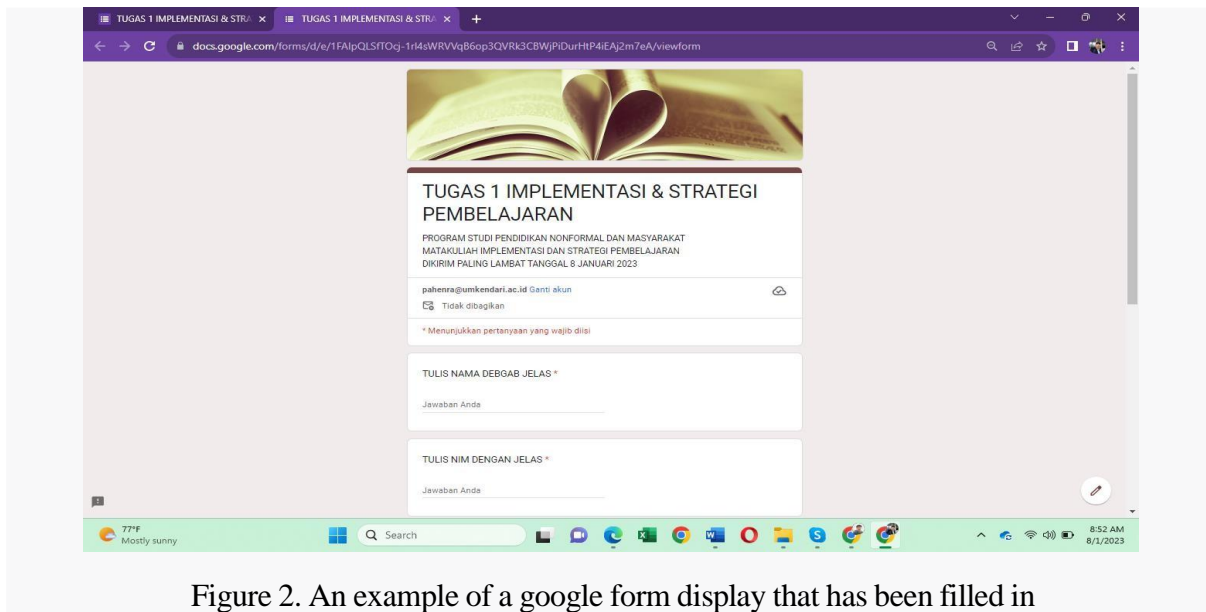 TUGAS 1 IMPLEMENTASI & STRA
TUGAS 1 IMPLEMENTASI & STRA
docs.google.com/forms/d/e/1FAIpQLSfTOcj-1rI4sWRVVqB6op3QVRk3CBWjPiDurHtP4iEAj2m7eA/viewform
TUGAS 1 IMPLEMENTASI & STRATEGI
PEMBELAJARAN
PROGRAM STUDI PENDIDIKAN NONFORMAL DAN MASYARAKAT
MATAKULIAH IMPLEMENTASI DAN STRATEGI PEMBELAJARAN
DIKIRIM PALING LAMBAT TANGGAL 8 JANUARI 2023
pahenra@umkendari.ac.id Ganti akun
Tidak dibagikan
* Menunjukkan pertanyaan yang wajib diisi
TULIS NAMA DEBGAB JELAS *
Jawaban Anda
TULIS NIM DENGAN JELAS *
Jawaban Anda
77°F
Mostly sunny
Search
8:52 AM
8/1/2023
Figure 2. An example of a google form display that has been filled in